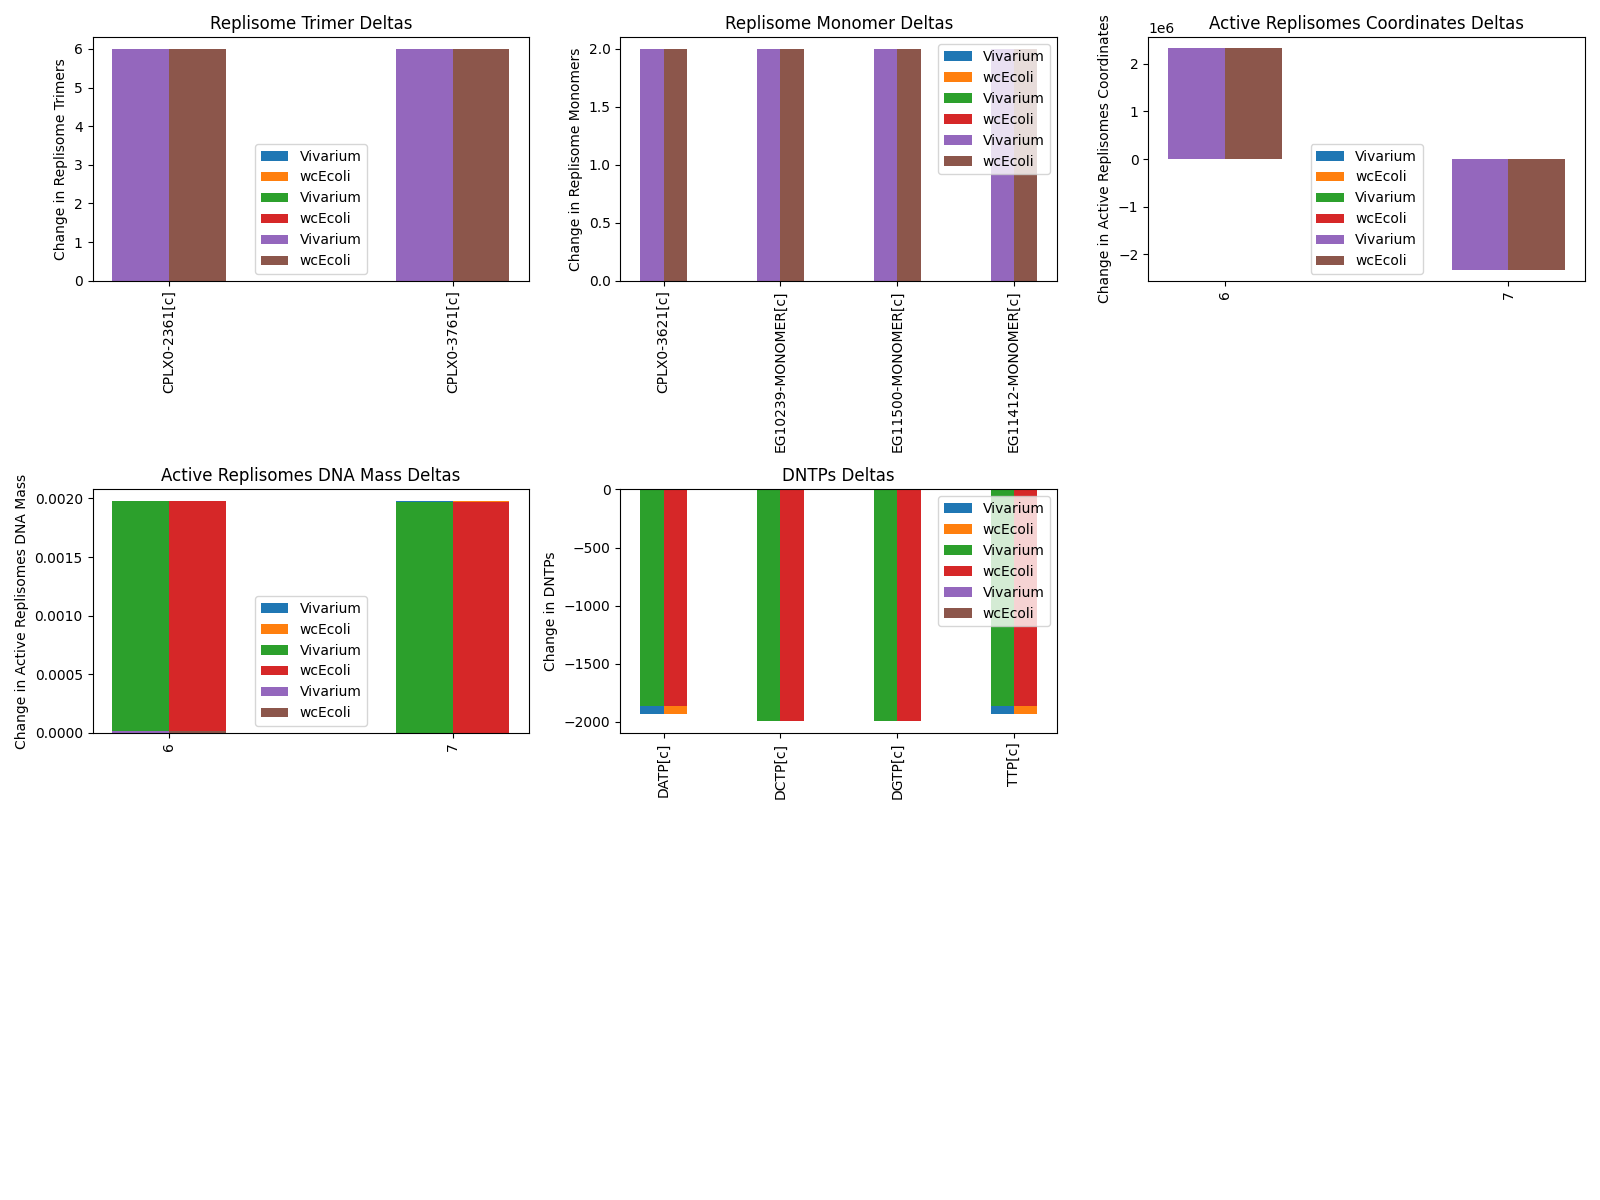 Replisome Trimer Deltas
Change in Replisome Trimers
6
5
4
3
2
1
0
Vivarium
wcEcoli
Vivarium
wcEcoli
Vivarium
wcEcoli
CPLX0-2361[c]
CPLX0-3761[c]
Replisome Monomer Deltas
Change in Replisome Monomers
2.0
1.5
1.0
0.5
0.0
Vivarium
wcEcoli
Vivarium
wcEcoli
Vivarium
wcEcoli
CPLX0-3621[c]
EG10239-MONOMER[c]
EG11500-MONOMER[c]
EG11412-MONOMER[c]
Active Replisomes Coordinates Deltas
Change in Active Replisomes Coordinates
1e6
2
1
0
−1
−2
Vivarium
wcEcoli
Vivarium
wcEcoli
Vivarium
wcEcoli
6
7
Active Replisomes DNA Mass Deltas
Change in Active Replisomes DNA Mass
0.0020
0.0015
0.0010
0.0005
0.0000
Vivarium
wcEcoli
Vivarium
wcEcoli
Vivarium
wcEcoli
6
7
DNTPs Deltas
Change in DNTPs
0
−500
−1000
−1500
−2000
Vivarium
wcEcoli
Vivarium
wcEcoli
Vivarium
wcEcoli
DATP[c]
DCTP[c]
DGTP[c]
TTP[c]